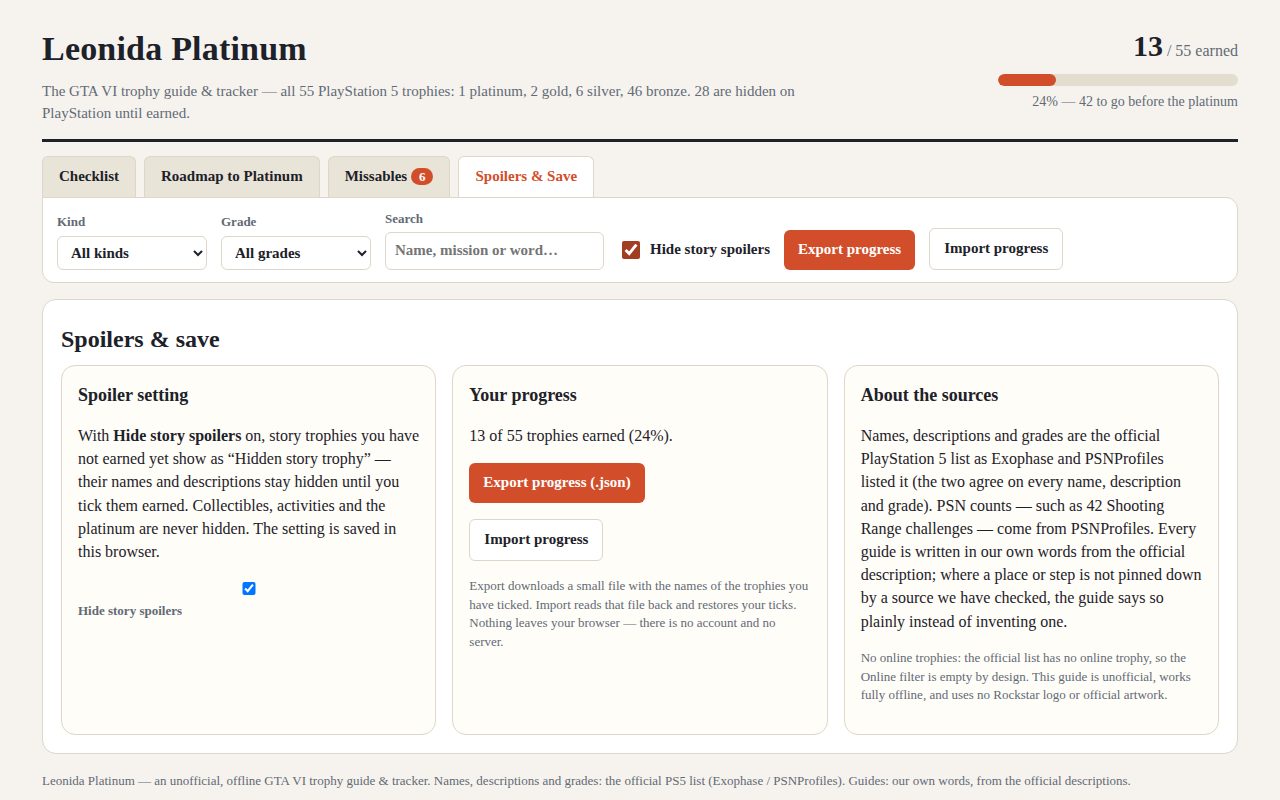 Leonida Platinum
The GTA VI trophy guide & tracker — all 55 PlayStation 5 trophies: 1 platinum, 2 gold, 6 silver, 46 bronze. 28 are hidden on
PlayStation until earned.
13 / 55 earned
24% — 42 to go before the platinum
Checklist
Roadmap to Platinum
Missables 6
Spoilers & Save
Kind
All kinds
Grade
All grades
Search
Name, mission or word…
Hide story spoilers
Export progress
Import progress
Spoilers & save
Spoiler setting
With Hide story spoilers on, story trophies you have
not earned yet show as “Hidden story trophy” —
their names and descriptions stay hidden until you
tick them earned. Collectibles, activities and the
platinum are never hidden. The setting is saved in
this browser.
Hide story spoilers
Your progress
13 of 55 trophies earned (24%).
Export progress (.json)
Import progress
Export downloads a small file with the names of the trophies you
have ticked. Import reads that file back and restores your ticks.
Nothing leaves your browser — there is no account and no
server.
About the sources
Names, descriptions and grades are the official
PlayStation 5 list as Exophase and PSNProfiles
listed it (the two agree on every name, description
and grade). PSN counts — such as 42 Shooting
Range challenges — come from PSNProfiles. Every
guide is written in our own words from the official
description; where a place or step is not pinned down
by a source we have checked, the guide says so
plainly instead of inventing one.
No online trophies: the official list has no online trophy, so the
Online filter is empty by design. This guide is unofficial, works
fully offline, and uses no Rockstar logo or official artwork.
Leonida Platinum — an unofficial, offline GTA VI trophy guide & tracker. Names, descriptions and grades: the official PS5 list (Exophase / PSNProfiles). Guides: our own words, from the official descriptions.